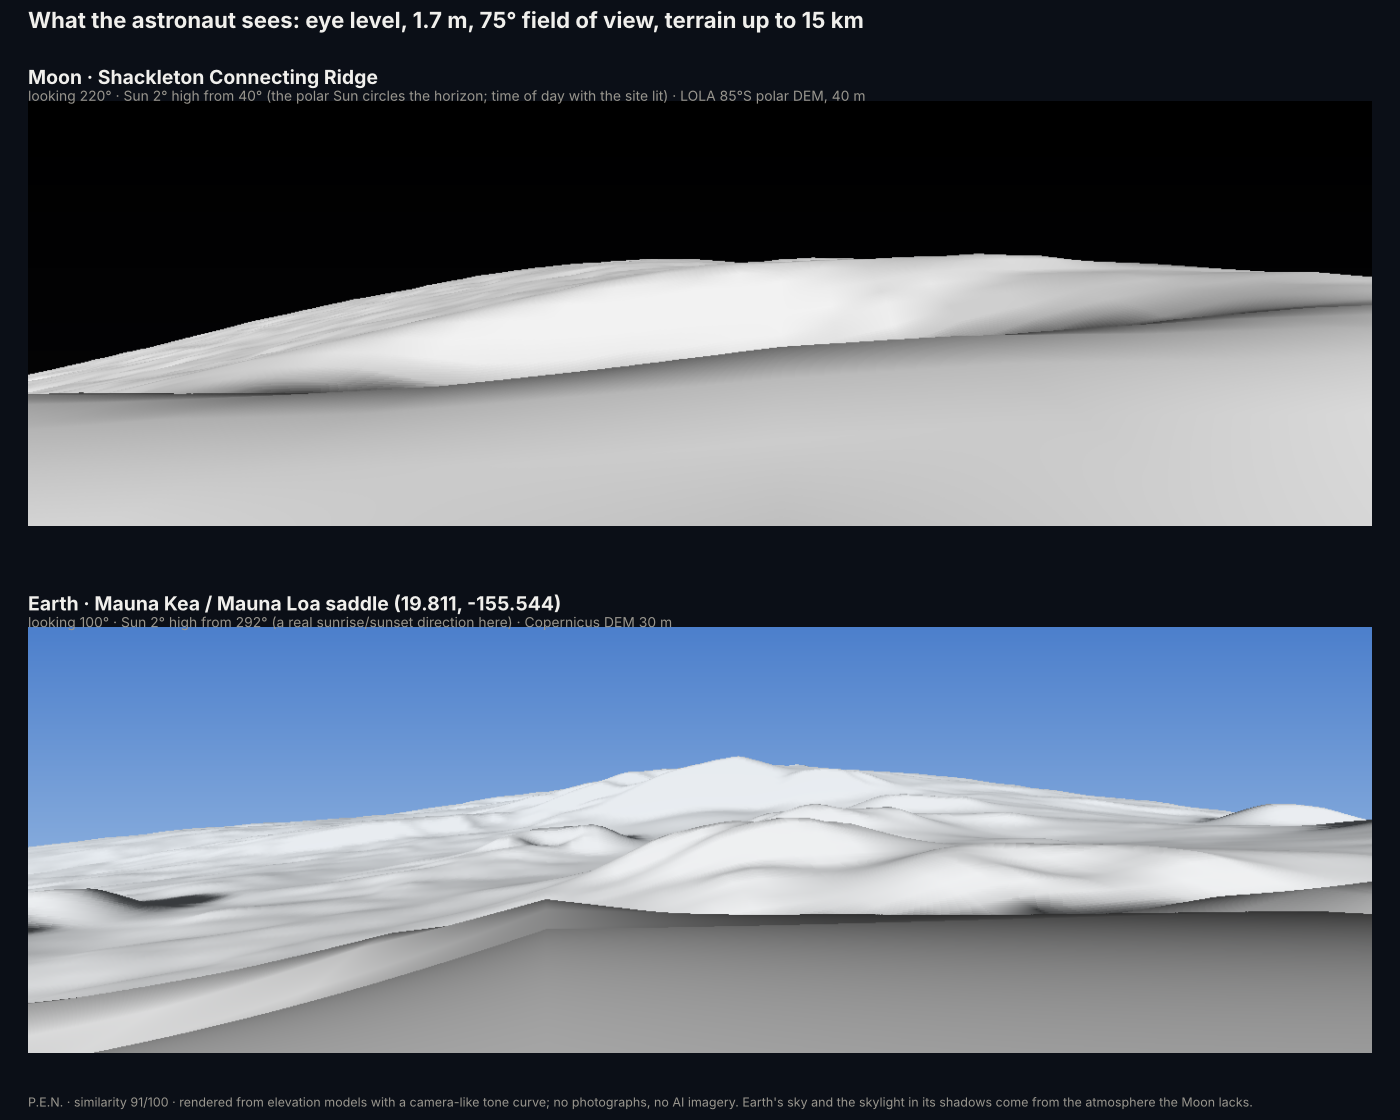 What the astronaut sees: eye level, 1.7 m, 75° field of view, terrain up to 15 km
Moon · Shackleton Connecting Ridge
looking 220° · Sun 2° high from 40° (the polar Sun circles the horizon; time of day with the site lit) · LOLA 85°S polar DEM, 40 m
Earth · Mauna Kea / Mauna Loa saddle (19.811, -155.544)
looking 100° · Sun 2° high from 292° (a real sunrise/sunset direction here) · Copernicus DEM 30 m
P.E.N. · similarity 91/100 · rendered from elevation models with a camera-like tone curve; no photographs, no AI imagery. Earth's sky and the skylight in its shadows come from the atmosphere the Moon lacks.